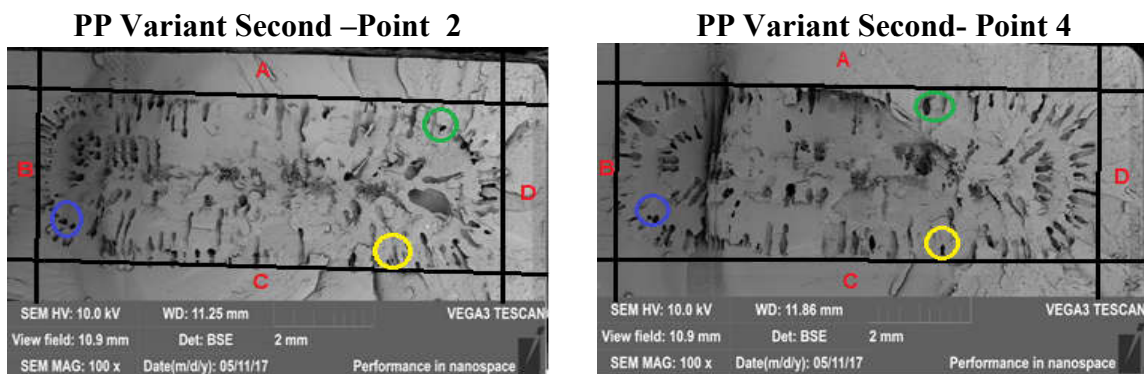 PP Variant Second –Point 2
A
B
D
C
SEM HV: 10.0 kV WD: 11.25 mm VEGA3 TESCAN
View field: 10.9 mm Det: BSE 2 mm
SEM MAG: 100 x Date(m/d/y): 05/11/17 Performance in nanospace
PP Variant Second- Point 4
A
B
D
C
SEM HV: 10.0 kV WD: 11.86 mm VEGA3 TESCAN
View field: 10.9 mm Det: BSE 2 mm
SEM MAG: 100 x Date(m/d/y): 05/11/17 Performance in nanospace